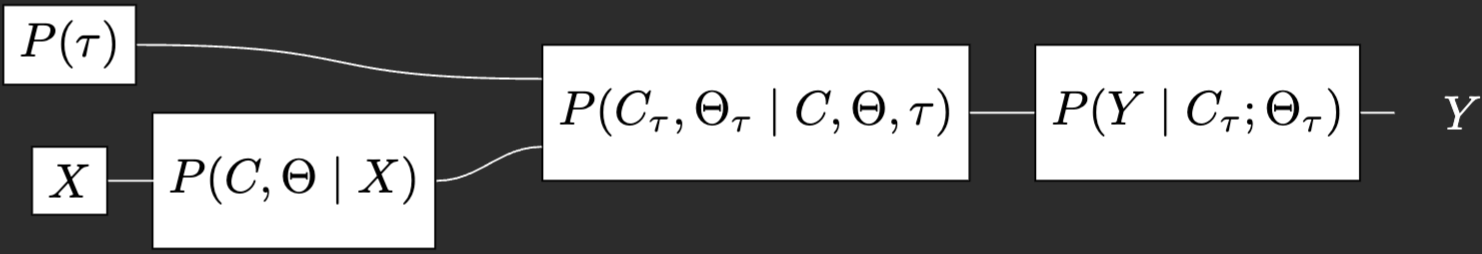 P(τ)
X
P(C, Θ | X)
P(C_τ, Θ_τ | C, Θ, τ)
P(Y | C_τ; Θ_τ)
Y